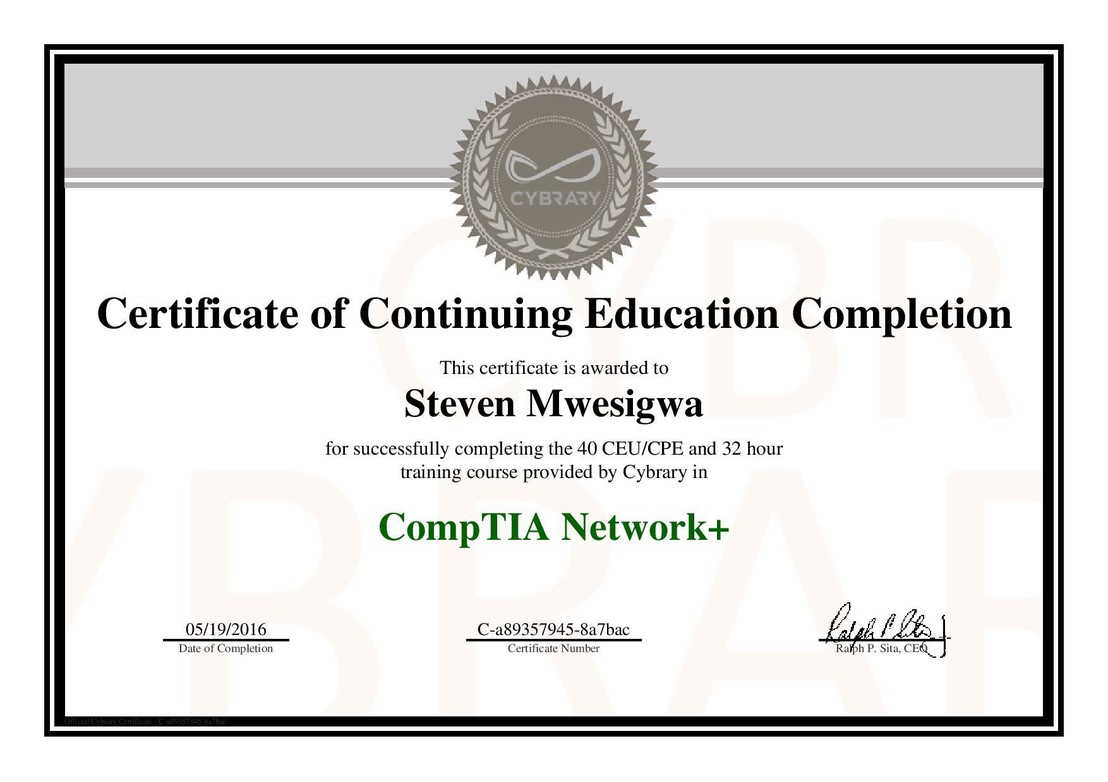 CYBRARY
Certificate of Continuing Education Completion
This certificate is awarded to
Steven Mwesigwa
for successfully completing the 40 CEU/CPE and 32 hour
training course provided by Cybrary in
CompTIA Network+
05/19/2016
Date of Completion
C-a89357945-8a7bac
Certificate Number
Ralph P. Sita
Ralph P. Sita, CEO
Official Cybrary Certificate - C-a89357945-8a7bac